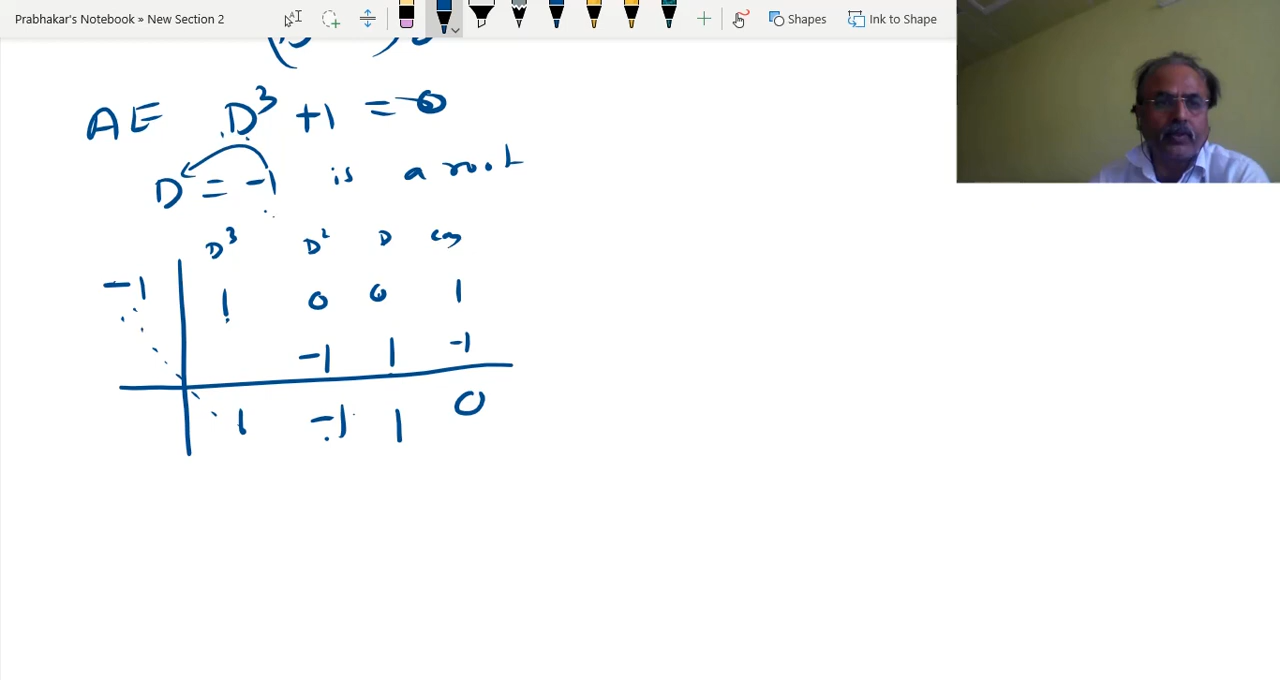 Prabhakar's Notebook » New Section 2
Shapes
Ink to Shape
AE D³ +1 = 0
D = -1 is a root
D³ D² D
-1 1 0 0 1
-1 1 -1
1 -1 1 0